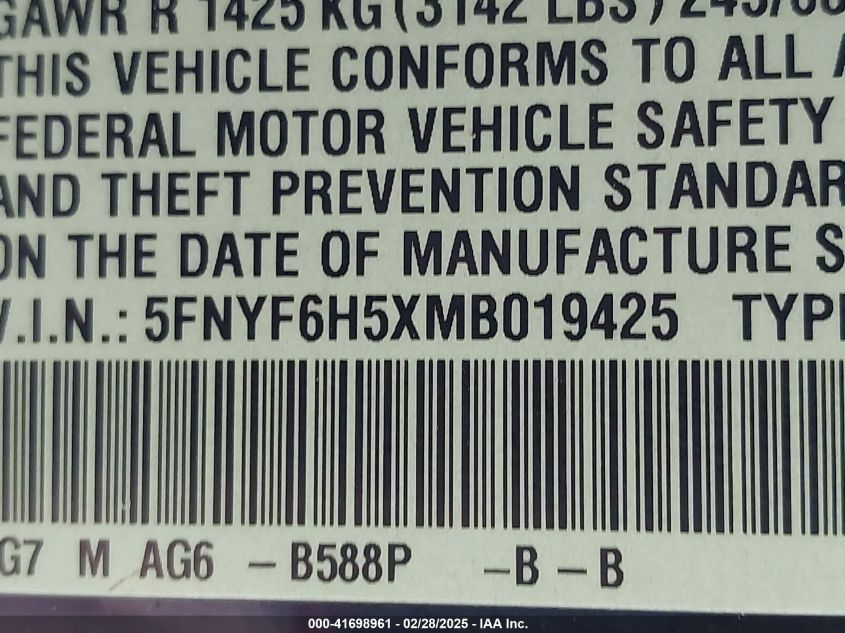 GAWR R 1425 KG (3142 LBS)
THIS VEHICLE CONFORMS TO ALL
FEDERAL MOTOR VEHICLE SAFETY
AND THEFT PREVENTION STANDAR
ON THE DATE OF MANUFACTURE S
V.I.N.: 5FNYF6H5XMB019425 TYPE
G7 M AG6 - B588P - B - B
000-41698961 - 02/28/2025 - IAA Inc.